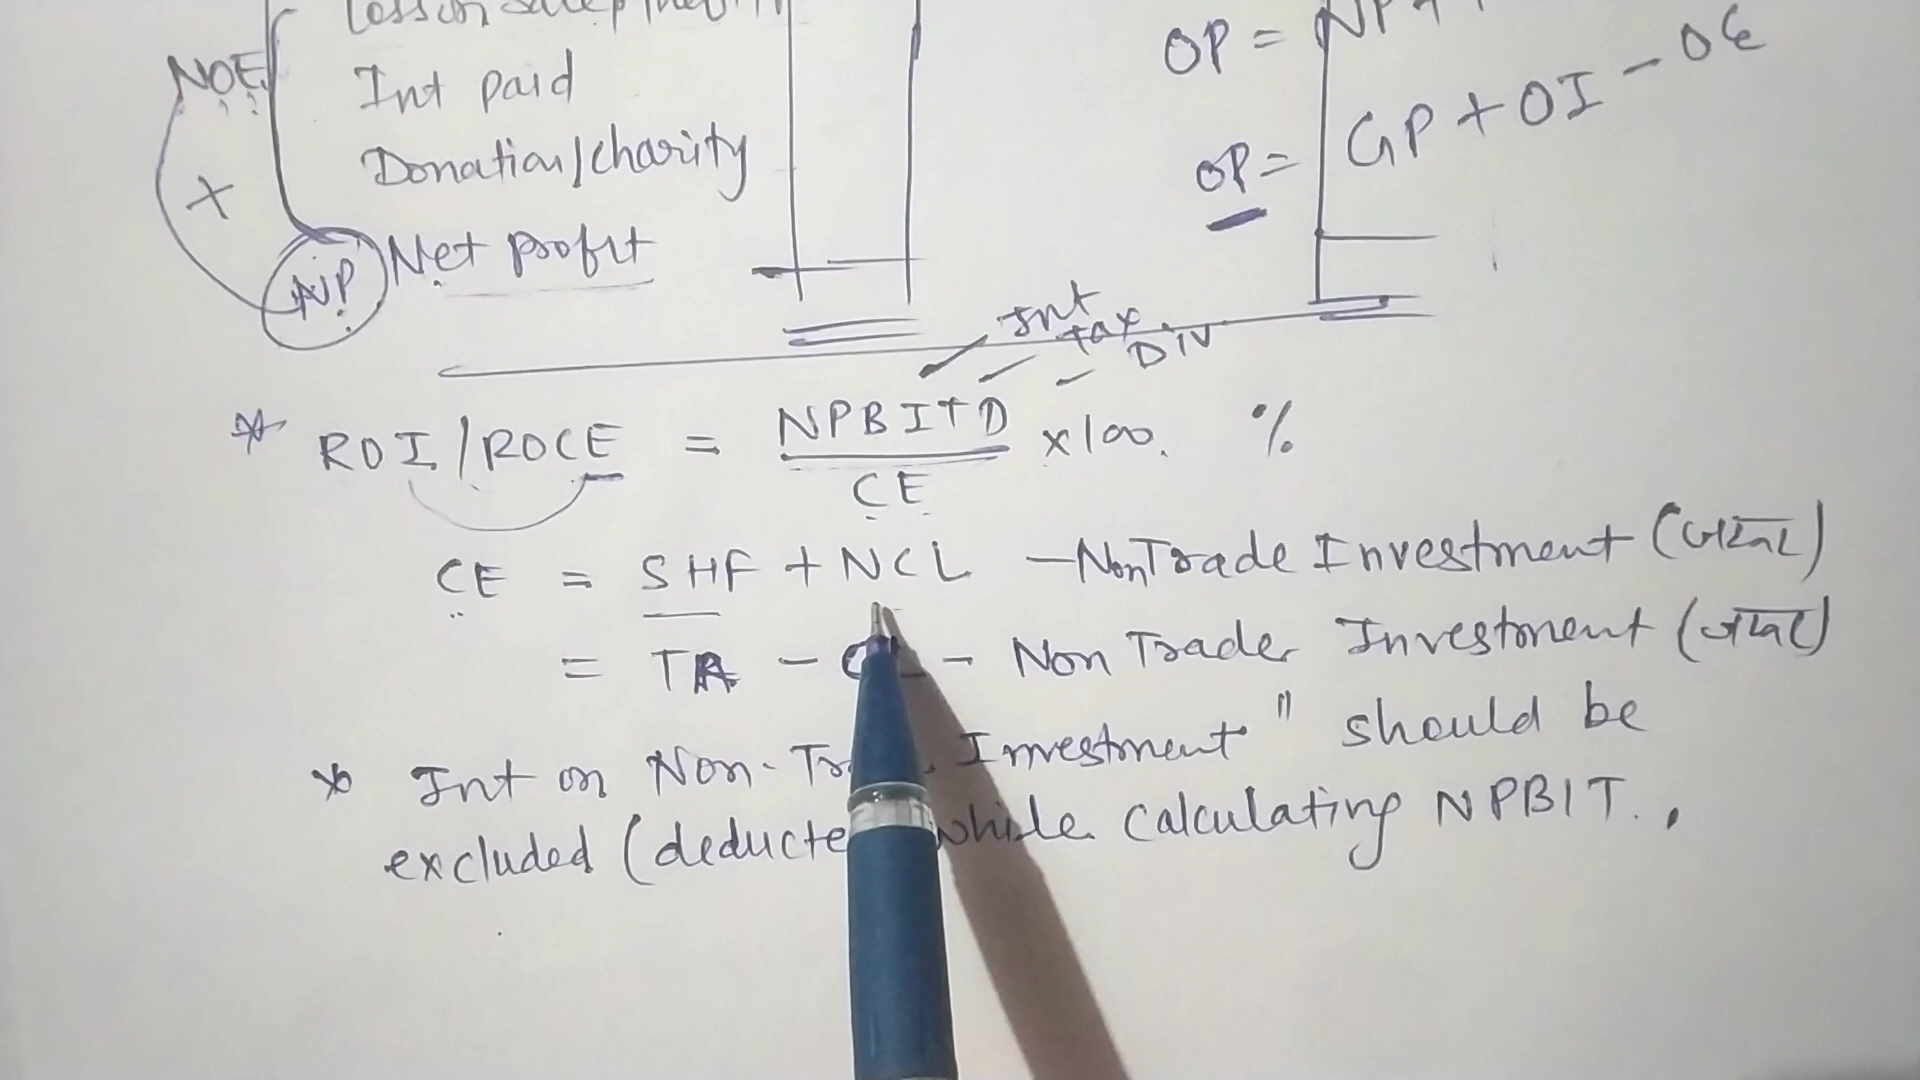 NOE
Int paid
OP = NP +
Donation/charity
OP = GP + OI - OE
+
NP
Net profit
Int
tax
DIV
* ROI/ROCE = NPBITD x100 %
CE
CE = SHF + NCL - Non Trade Investment
= TA - - Non Trade Investment
* Int on Non- Investment" should be
excluded ( while calculating NPBIT.